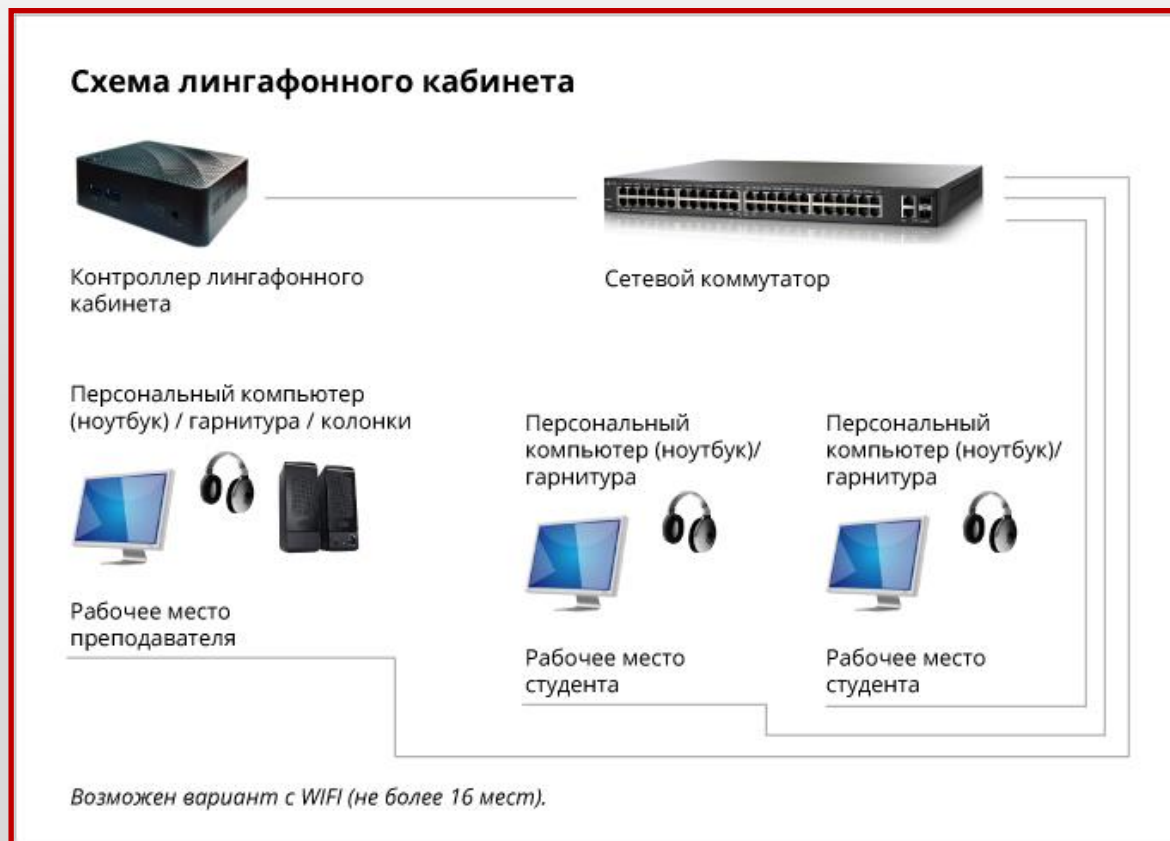 Схема лингафонного кабинета
Контроллер лингафонного
кабинета
Сетевой коммутатор
Персональный компьютер
(ноутбук) / гарнитура / колонки
Персональный
компьютер (ноутбук)/
гарнитура
Персональный
компьютер (ноутбук)/
гарнитура
Рабочее место
преподавателя
Рабочее место
студента
Рабочее место
студента
Возможен вариант с WIFI (не более 16 мест).